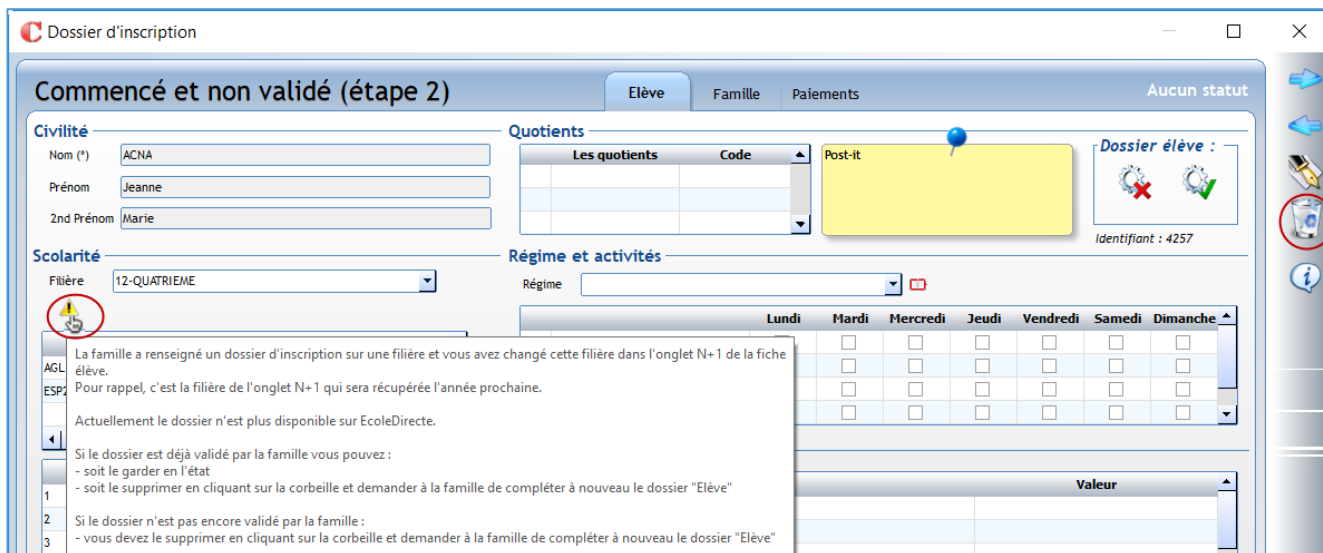 Dossier d'inscription
Commencé et non validé (étape 2)
Elève
Famille
Paiements
Aucun statut
Civilité
Nom (*)
ACNA
Prénom
Jeanne
2nd Prénom
Marie
Quotients
Les quotients
Code
Post-it
Dossier élève :
Identifiant : 4257
Scolarité
Filière
12-QUATRIEME
Régime et activités
Régime
Lundi
Mardi
Mercredi
Jeudi
Vendredi
Samedi
Dimanche
AGL
ESP2
La famille a renseigné un dossier d'inscription sur une filière et vous avez changé cette filière dans l'onglet N+1 de la fiche
élève.
Pour rappel, c'est la filière de l'onglet N+1 qui sera récupérée l'année prochaine.
Actuellement le dossier n'est plus disponible sur EcoleDirecte.
Si le dossier est déjà validé par la famille vous pouvez :
- soit le garder en l'état
- soit le supprimer en cliquant sur la corbeille et demander à la famille de compléter à nouveau le dossier "Elève"
Si le dossier n'est pas encore validé par la famille :
- vous devez le supprimer en cliquant sur la corbeille et demander à la famille de compléter à nouveau le dossier "Elève"
1
2
3
Valeur